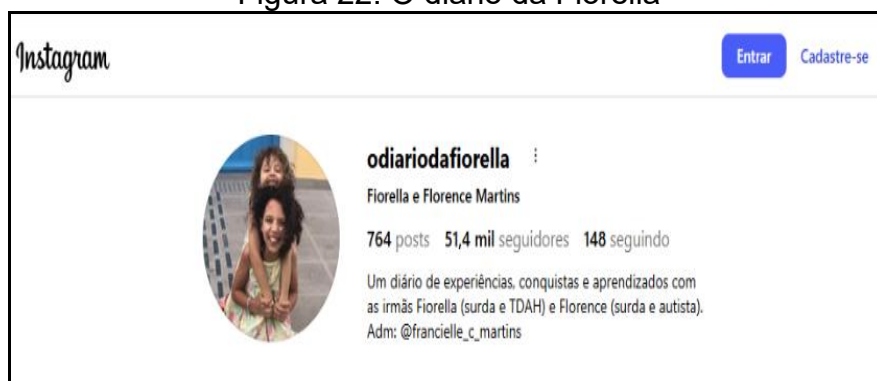 Figura 22: O diário da Fiorella
Instagram
Entrar Cadastre-se
odiariodafiorella
Fiorella e Florence Martins
764 posts 51,4 mil seguidores 148 seguindo
Um diário de experiências, conquistas e aprendizados com
as irmãs Fiorella (surda e TDAH) e Florence (surda e autista).
Adm: @francielle_c_martins